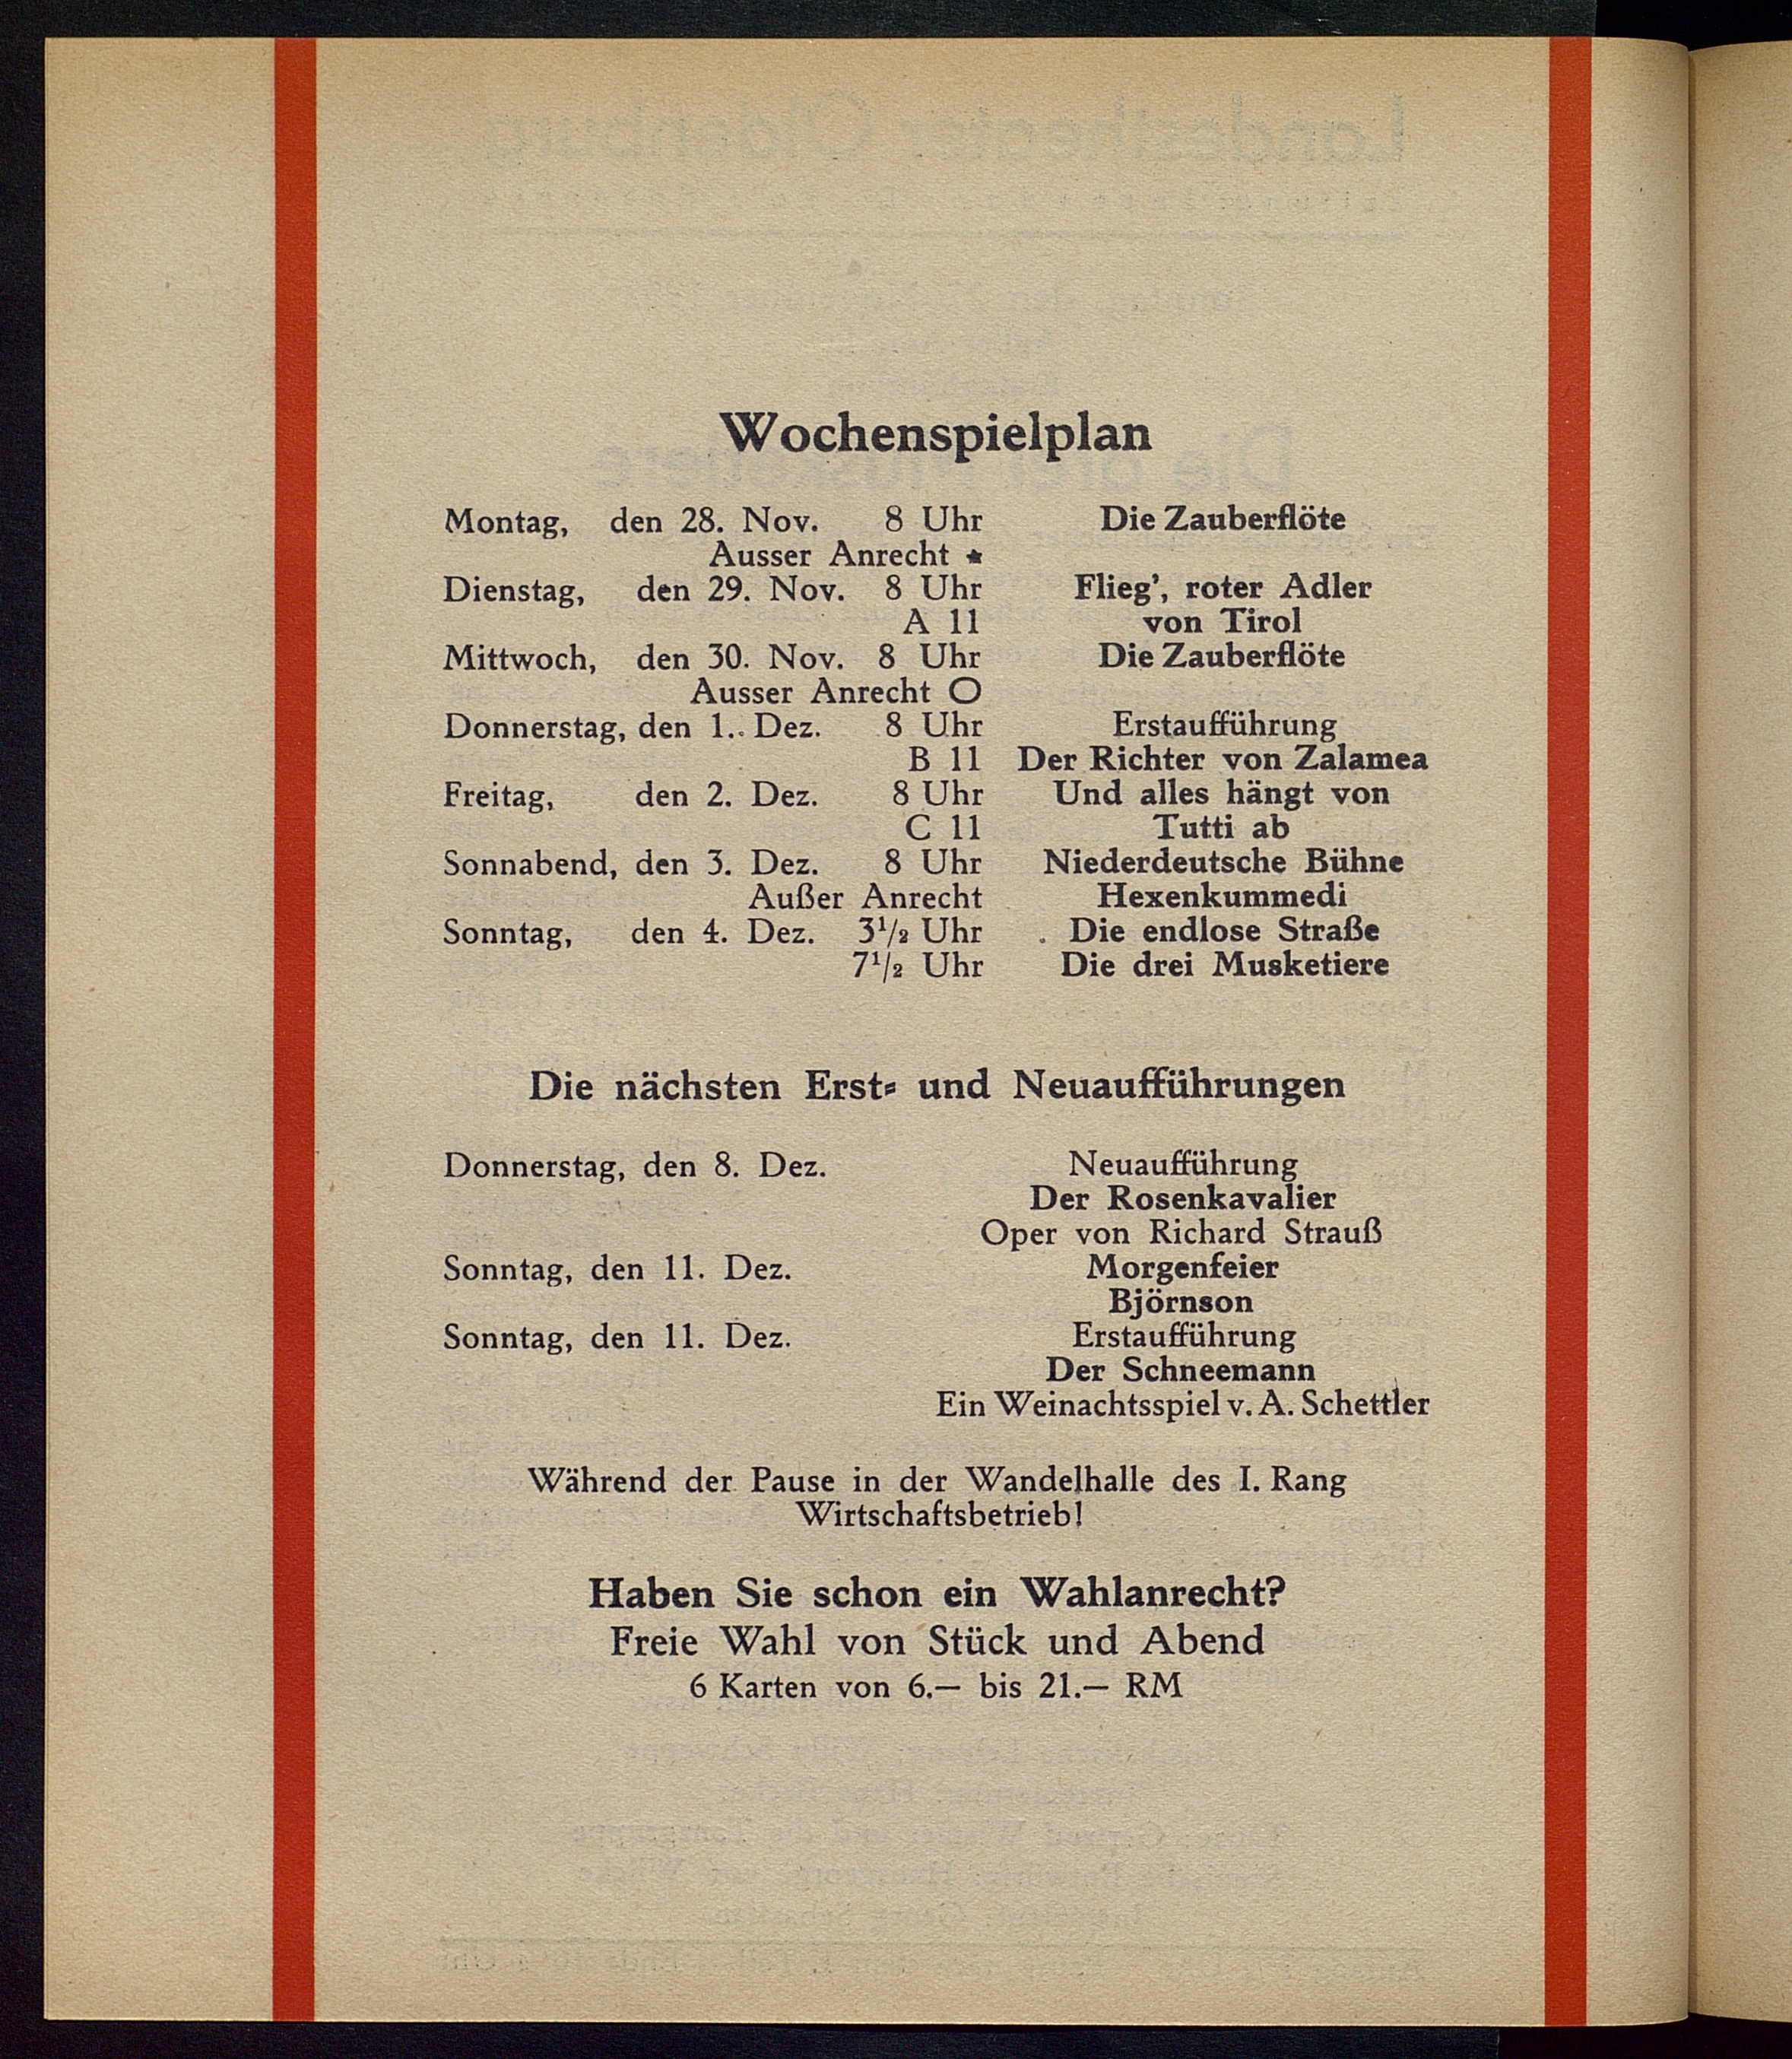 Wochenspielplan
Montag, den 28. Nov. 8 Uhr Die Zauberflöte
Ausser Anrecht ★
Dienstag, den 29. Nov. 8 Uhr Flieg', roter Adler
A 11 von Tirol
Mittwoch, den 30. Nov. 8 Uhr Die Zauberflöte
Ausser Anrecht O
Donnerstag, den 1. Dez. 8 Uhr Erstaufführung
B 11 Der Richter von Zalamea
Freitag, den 2. Dez. 8 Uhr Und alles hängt von
C 11 Tutti ab
Sonnabend, den 3. Dez. 8 Uhr Niederdeutsche Bühne
Außer Anrecht Hexenkummedi
Sonntag, den 4. Dez. 3½ Uhr Die endlose Straße
7½ Uhr Die drei Musketiere
Die nächsten Erst- und Neuaufführungen
Donnerstag, den 8. Dez. Neuaufführung
Der Rosenkavalier
Oper von Richard Strauß
Sonntag, den 11. Dez. Morgenfeier
Björnson
Sonntag, den 11. Dez. Erstaufführung
Der Schneemann
Ein Weinachtsspiel v. A. Schettler
Während der Pause in der Wandelhalle des I. Rang
Wirtschaftsbetrieb!
Haben Sie schon ein Wahlanrecht?
Freie Wahl von Stück und Abend
6 Karten von 6.— bis 21.— RM